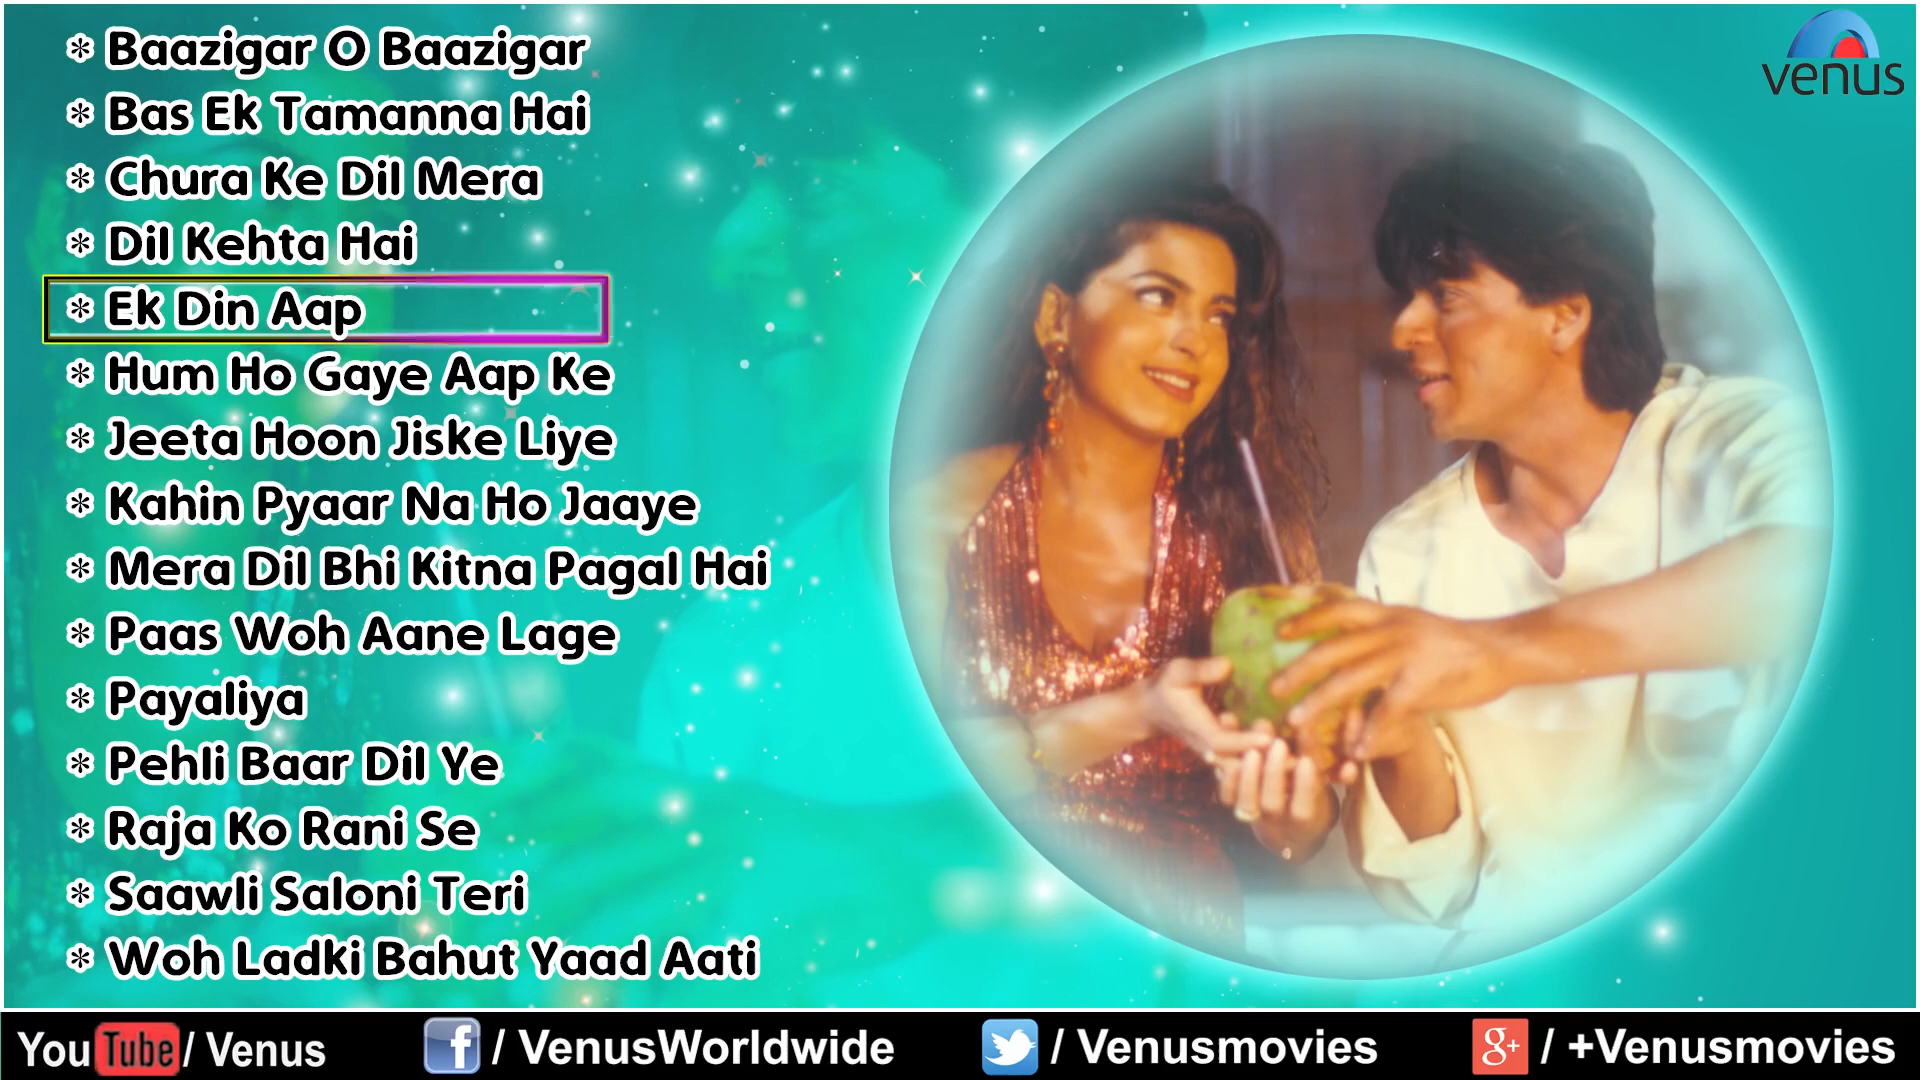 * Baazigar O Baazigar
* Bas Ek Tamanna Hai
* Chura Ke Dil Mera
* Dil Kehta Hai
* Ek Din Aap
* Hum Ho Gaye Aap Ke
* Jeeta Hoon Jiske Liye
* Kahin Pyaar Na Ho Jaaye
* Mera Dil Bhi Kitna Pagal Hai
* Paas Woh Aane Lage
* Payaliya
* Pehli Baar Dil Ye
* Raja Ko Rani Se
* Saawli Saloni Teri
* Woh Ladki Bahut Yaad Aati
venus
YouTube / Venus f / VenusWorldwide / Venusmovies g+ / +Venusmovies